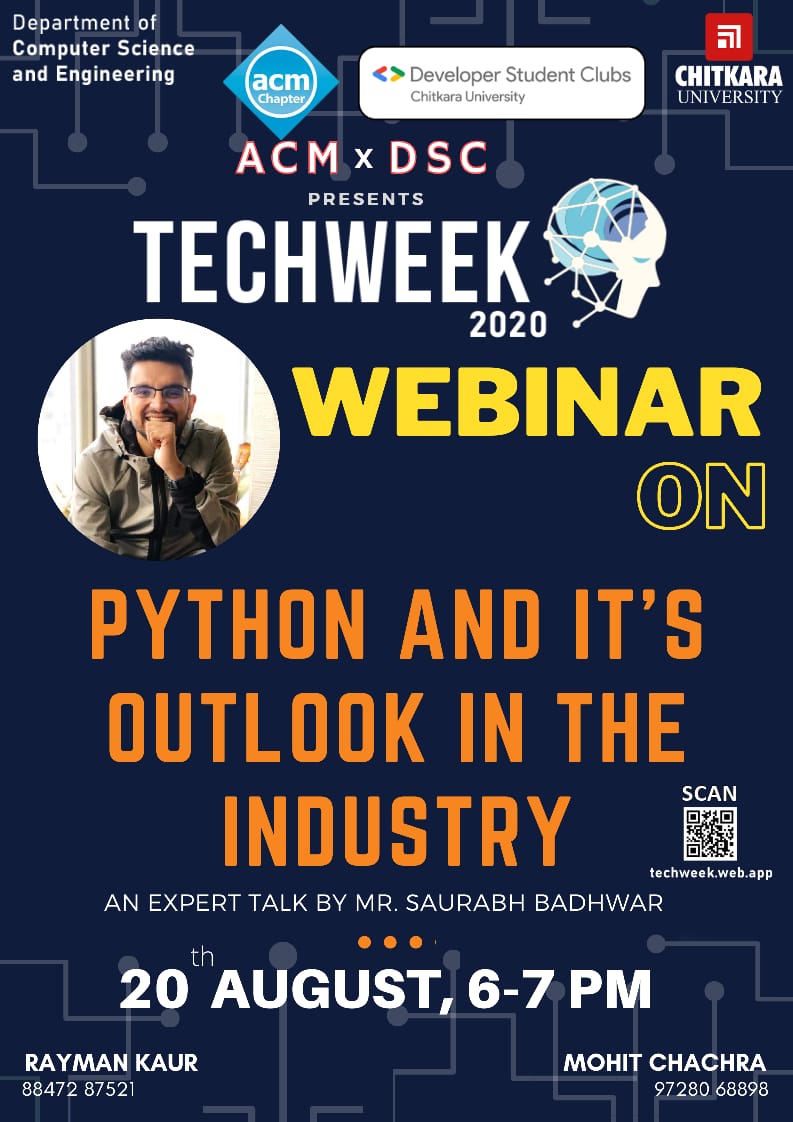 Department of
Computer Science
and Engineering
acm
Chapter
Developer Student Clubs
Chitkara University
CHITKARA
UNIVERSITY
ACM x DSC
PRESENTS
TECHWEEK
2020
WEBINAR
ON
PYTHON AND IT'S
OUTLOOK IN THE
INDUSTRY
SCAN
techweek.web.app
AN EXPERT TALK BY MR. SAURABH BADHWAR
20th AUGUST, 6-7 PM
RAYMAN KAUR
88472 87521
MOHIT CHACHRA
97280 68898